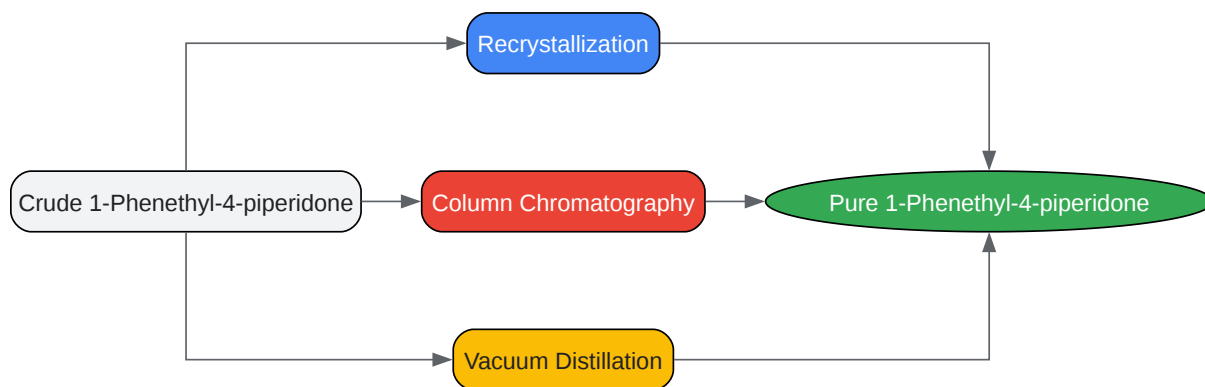 Recrystallization
Crude 1-Phenethyl-4-piperidone
Column Chromatography
Pure 1-Phenethyl-4-piperidone
Vacuum Distillation